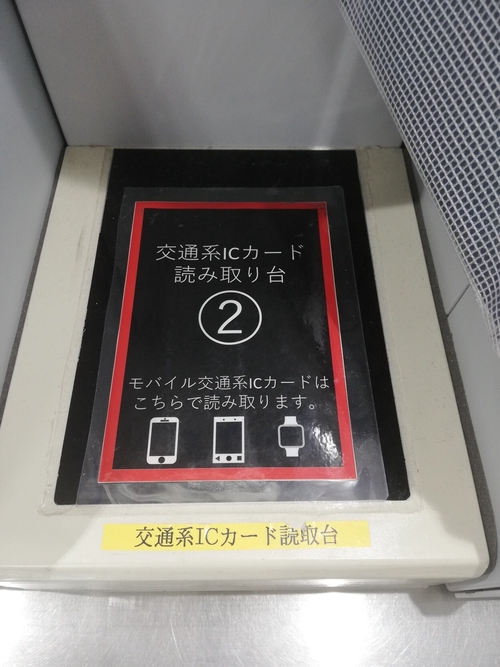 交通系ICカード
読み取り台
②
モバイル交通系ICカードは
こちらで読み取ります。
交通系ICカード読取台